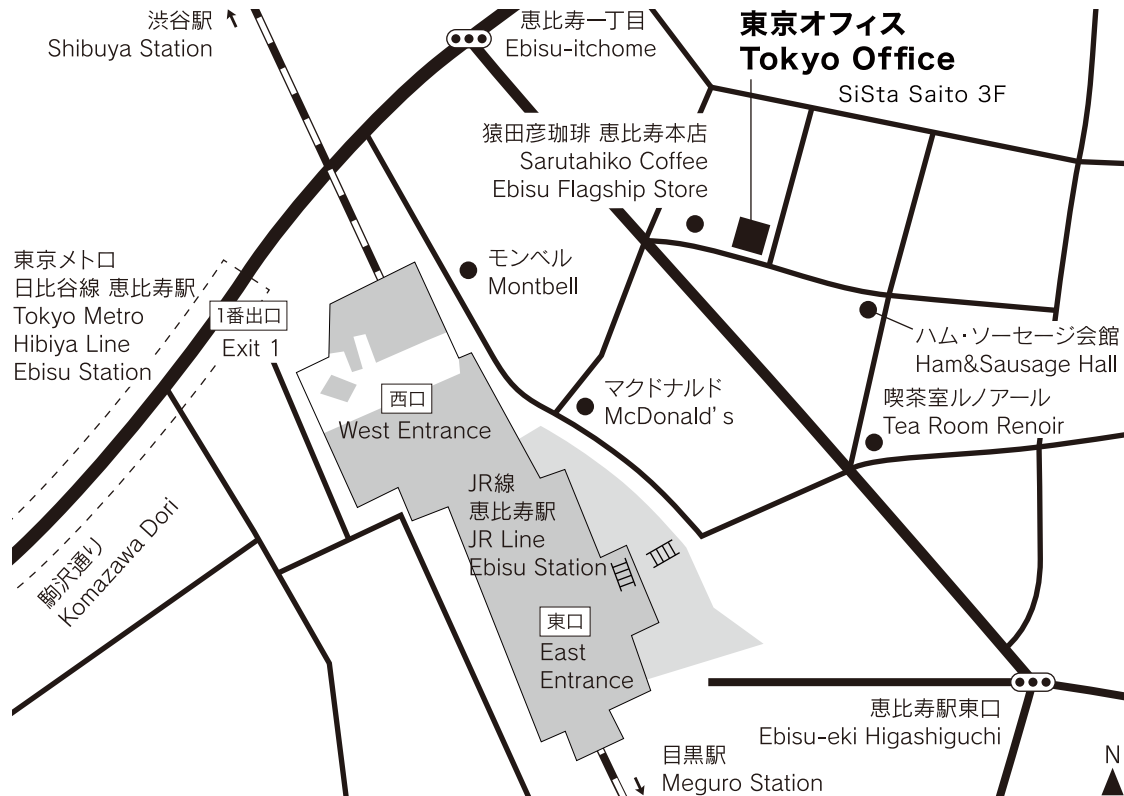 渋谷駅
Shibuya Station
恵比寿一丁目
Ebisu-itchome
東京オフィス
Tokyo Office
SiSta Saito 3F
猿田彦珈琲 恵比寿本店
Sarutahiko Coffee
Ebisu Flagship Store
モンベル
Montbell
東京メトロ
日比谷線 恵比寿駅
Tokyo Metro
Hibiya Line
Ebisu Station
1番出口
Exit 1
ハム・ソーセージ会館
Ham&Sausage Hall
西口
West Entrance
マクドナルド
McDonald's
喫茶室ルノアール
Tea Room Renoir
JR線
恵比寿駅
JR Line
Ebisu Station
駒沢通り
Komazawa Dori
東口
East
Entrance
恵比寿駅東口
Ebisu-eki Higashiguchi
目黒駅
Meguro Station
N